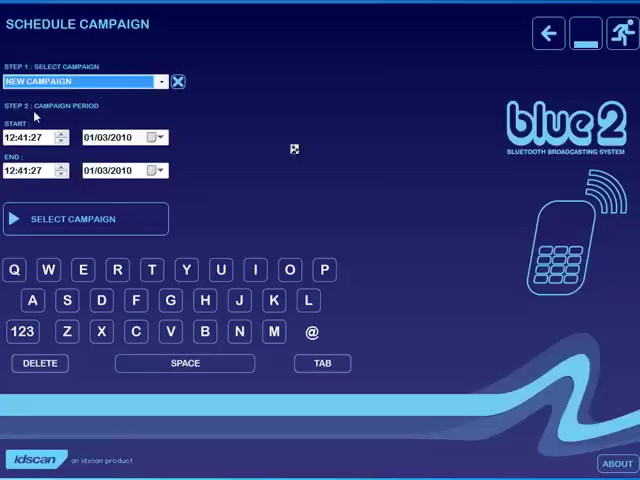 SCHEDULE CAMPAIGN
STEP 1 : SELECT CAMPAIGN
NEW CAMPAIGN
STEP 2 : CAMPAIGN PERIOD
START :
12:41:27 01/03/2010
END :
12:41:27 01/03/2010
SELECT CAMPAIGN
blue2
BLUETOOTH BROADCASTING SYSTEM
Q W E R T Y U I O P
A S D F G H J K L
123 Z X C V B N M @
DELETE SPACE TAB
idscan an idscan product
ABOUT